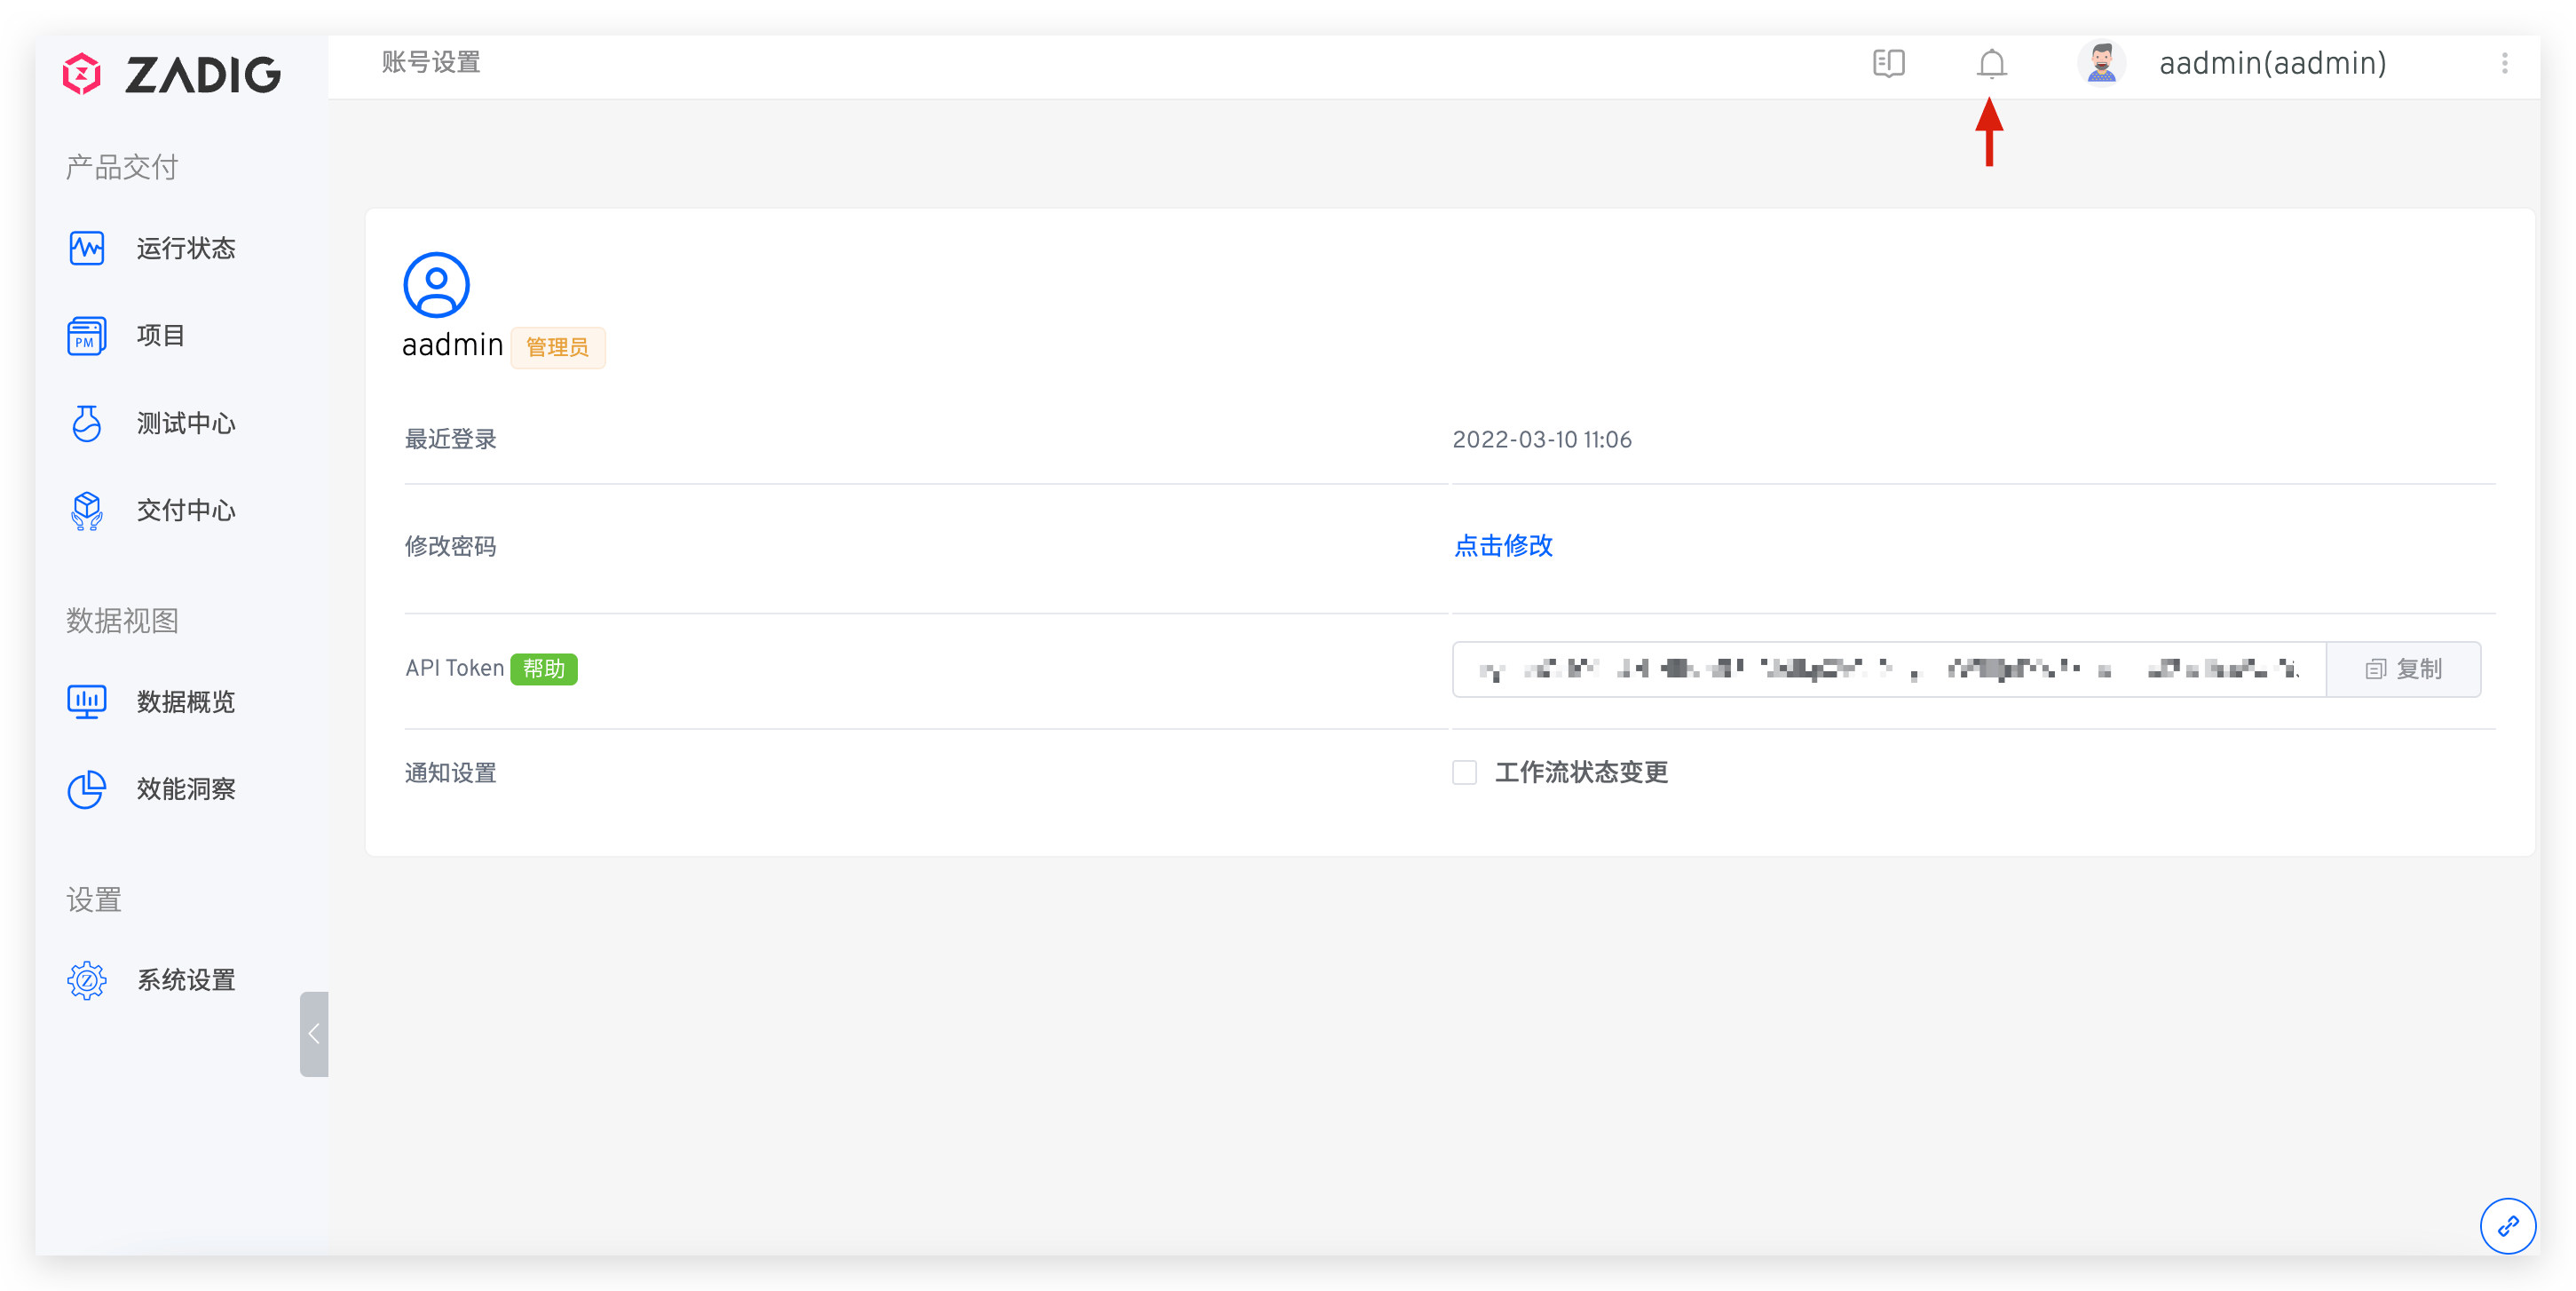 ZADIG
账号设置
aadmin(aadmin)
产品交付
运行状态
PM
项目
测试中心
交付中心
数据视图
数据概览
效能洞察
设置
Z
系统设置
aadmin 管理员
最近登录 2022-03-10 11:06
修改密码 点击修改
API Token 帮助 复制
通知设置 工作流状态变更